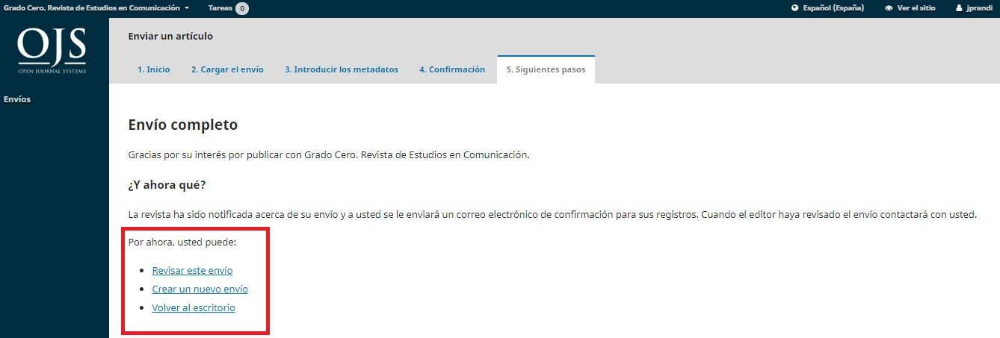 Grado Cero. Revista de Estudios en Comunicación
Tareas 0
Español (España)
Ver el sitio
jprandi
OJS
OPEN JOURNAL SYSTEMS
Envíos
Enviar un artículo
1. Inicio
2. Cargar el envío
3. Introducir los metadatos
4. Confirmación
5. Siguientes pasos
Envío completo
Gracias por su interés por publicar con Grado Cero. Revista de Estudios en Comunicación.
¿Y ahora qué?
La revista ha sido notificada acerca de su envío y a usted se le enviará un correo electrónico de confirmación para sus registros. Cuando el editor haya revisado el envío contactará con usted.
Por ahora, usted puede:
Revisar este envío
Crear un nuevo envío
Volver al escritorio